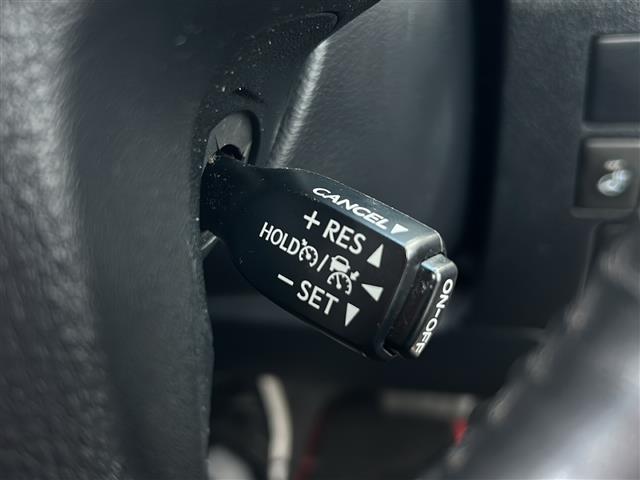 CANCEL▼
+ RES ▲
HOLD / ◀
− SET ▼
ON-OFF